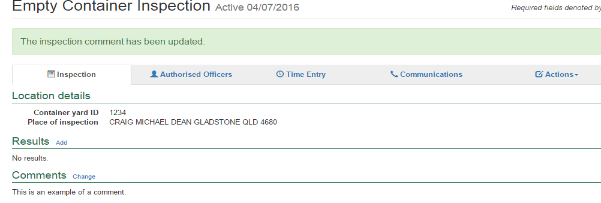 Empty Container Inspection Active 04/07/2016
Required fields denoted by
The inspection comment has been updated.
Inspection
Authorised Officers
Time Entry
Communications
Actions
Location details
Container yard ID 1234
Place of inspection CRAIG MICHAEL DEAN GLADSTONE QLD 4680
Results Add
No results.
Comments Change
This is an example of a comment.